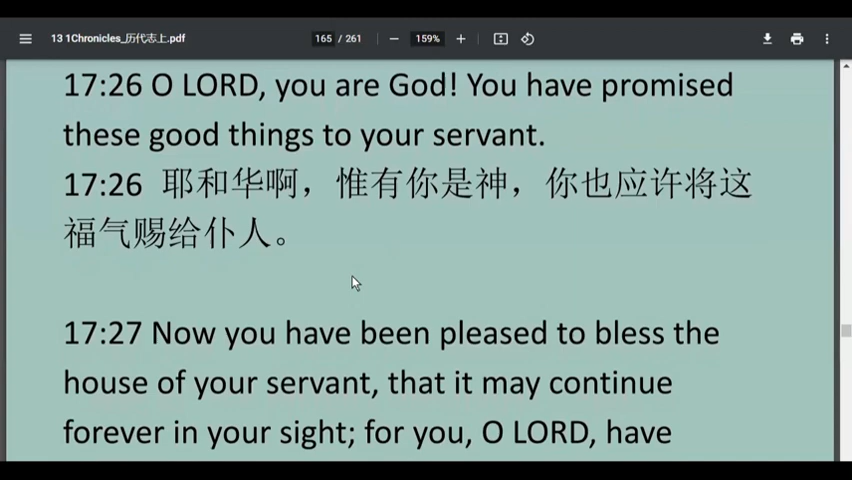 13 1Chronicles_历代志上.pdf
165 / 261
159%
17:26 O LORD, you are God! You have promised
these good things to your servant.
17:26 耶和华啊，惟有你是神，你也应许将这
福气赐给仆人。
17:27 Now you have been pleased to bless the
house of your servant, that it may continue
forever in your sight; for you, O LORD, have